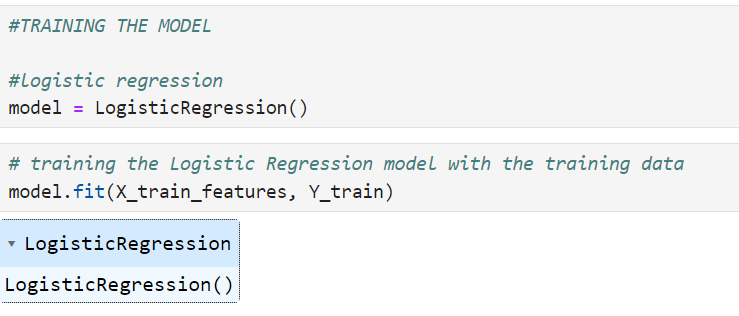 #TRAINING THE MODEL
#logistic regression
model = LogisticRegression()
# training the Logistic Regression model with the training data
model.fit(X_train_features, Y_train)
▾ LogisticRegression
LogisticRegression()